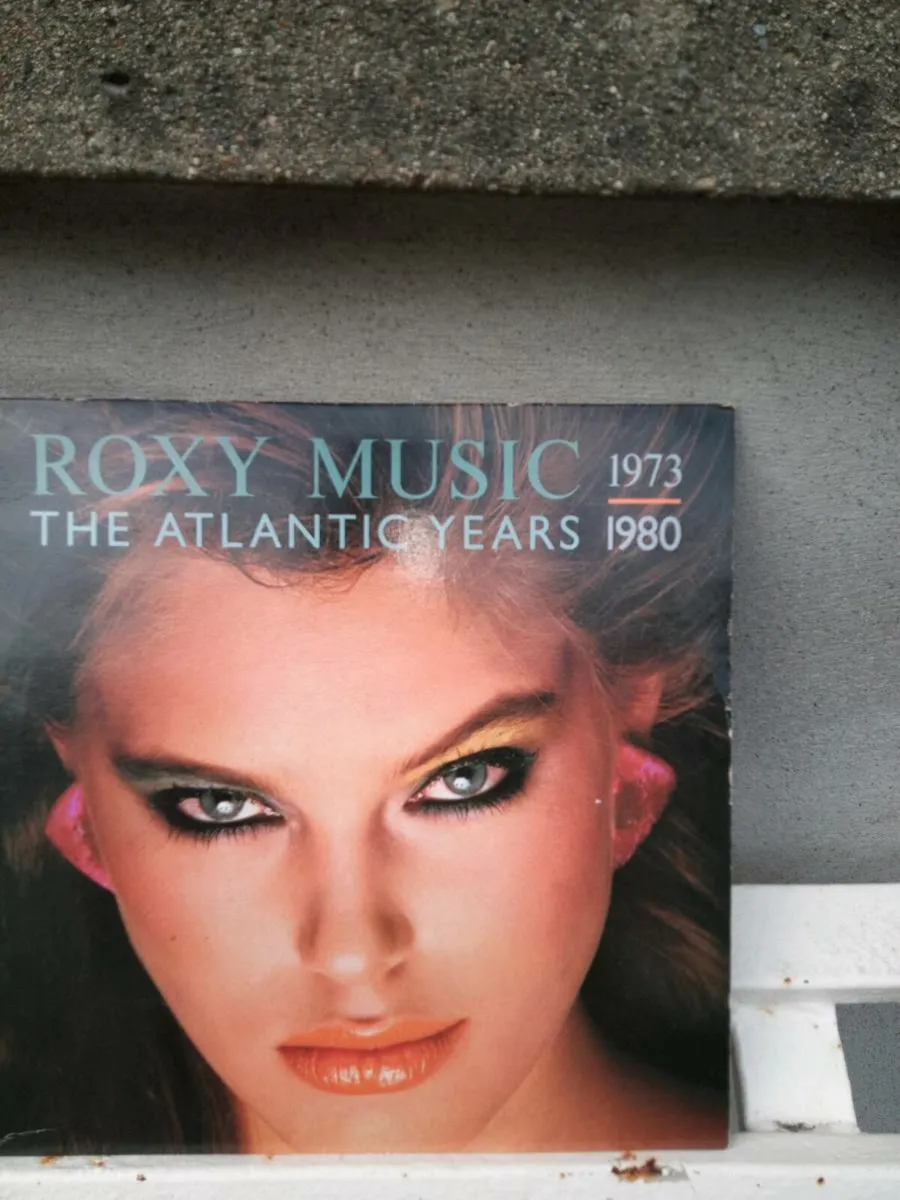 ROXY MUSIC 1973
THE ATLANTIC YEARS 1980